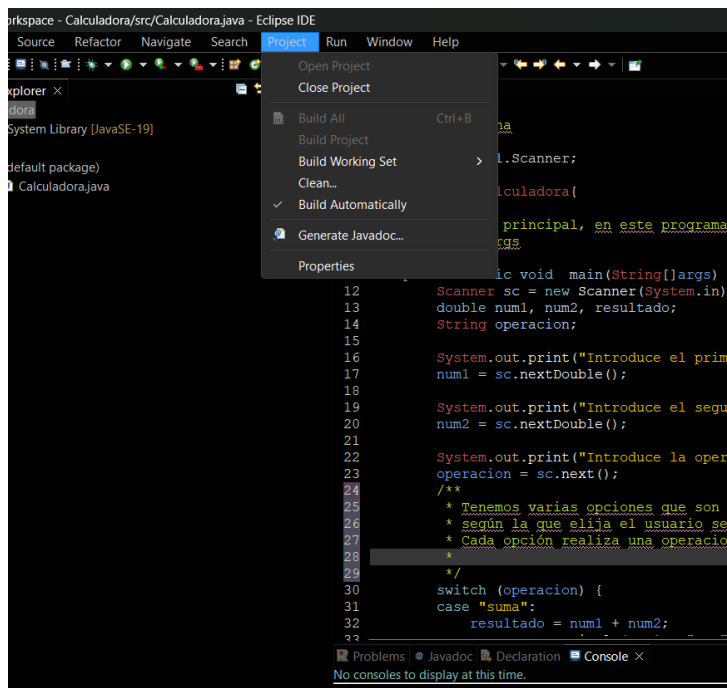 orkspace - Calculadora/src/Calculadora.java - Eclipse IDE
Source Refactor Navigate Search Project Run Window Help
Open Project
xplorer ×
Close Project
dora
Build All Ctrl+B
na
System Library [JavaSE-19]
Build Project
Build Working Set
l.Scanner;
default package)
Clean...
Calculadora.java
lculadora{
Build Automatically
principal, en este programa
Generate Javadoc...
rgs
Properties
ic void main(String[]args)
12 Scanner sc = new Scanner(System.in)
13 double num1, num2, resultado;
14 String operacion;
15
16 System.out.print("Introduce el prim
17 num1 = sc.nextDouble();
18
19 System.out.print("Introduce el segu
20 num2 = sc.nextDouble();
21
22 System.out.print("Introduce la oper
23 operacion = sc.next();
24 /**
25 * Tenemos varias opciones que son
26 * según la que elija el usuario se
27 * Cada opción realiza una operacio
28 *
29 */
30 switch (operacion) {
31 case "suma":
32 resultado = num1 + num2;
33
Problems Javadoc Declaration Console ×
No consoles to display at this time.